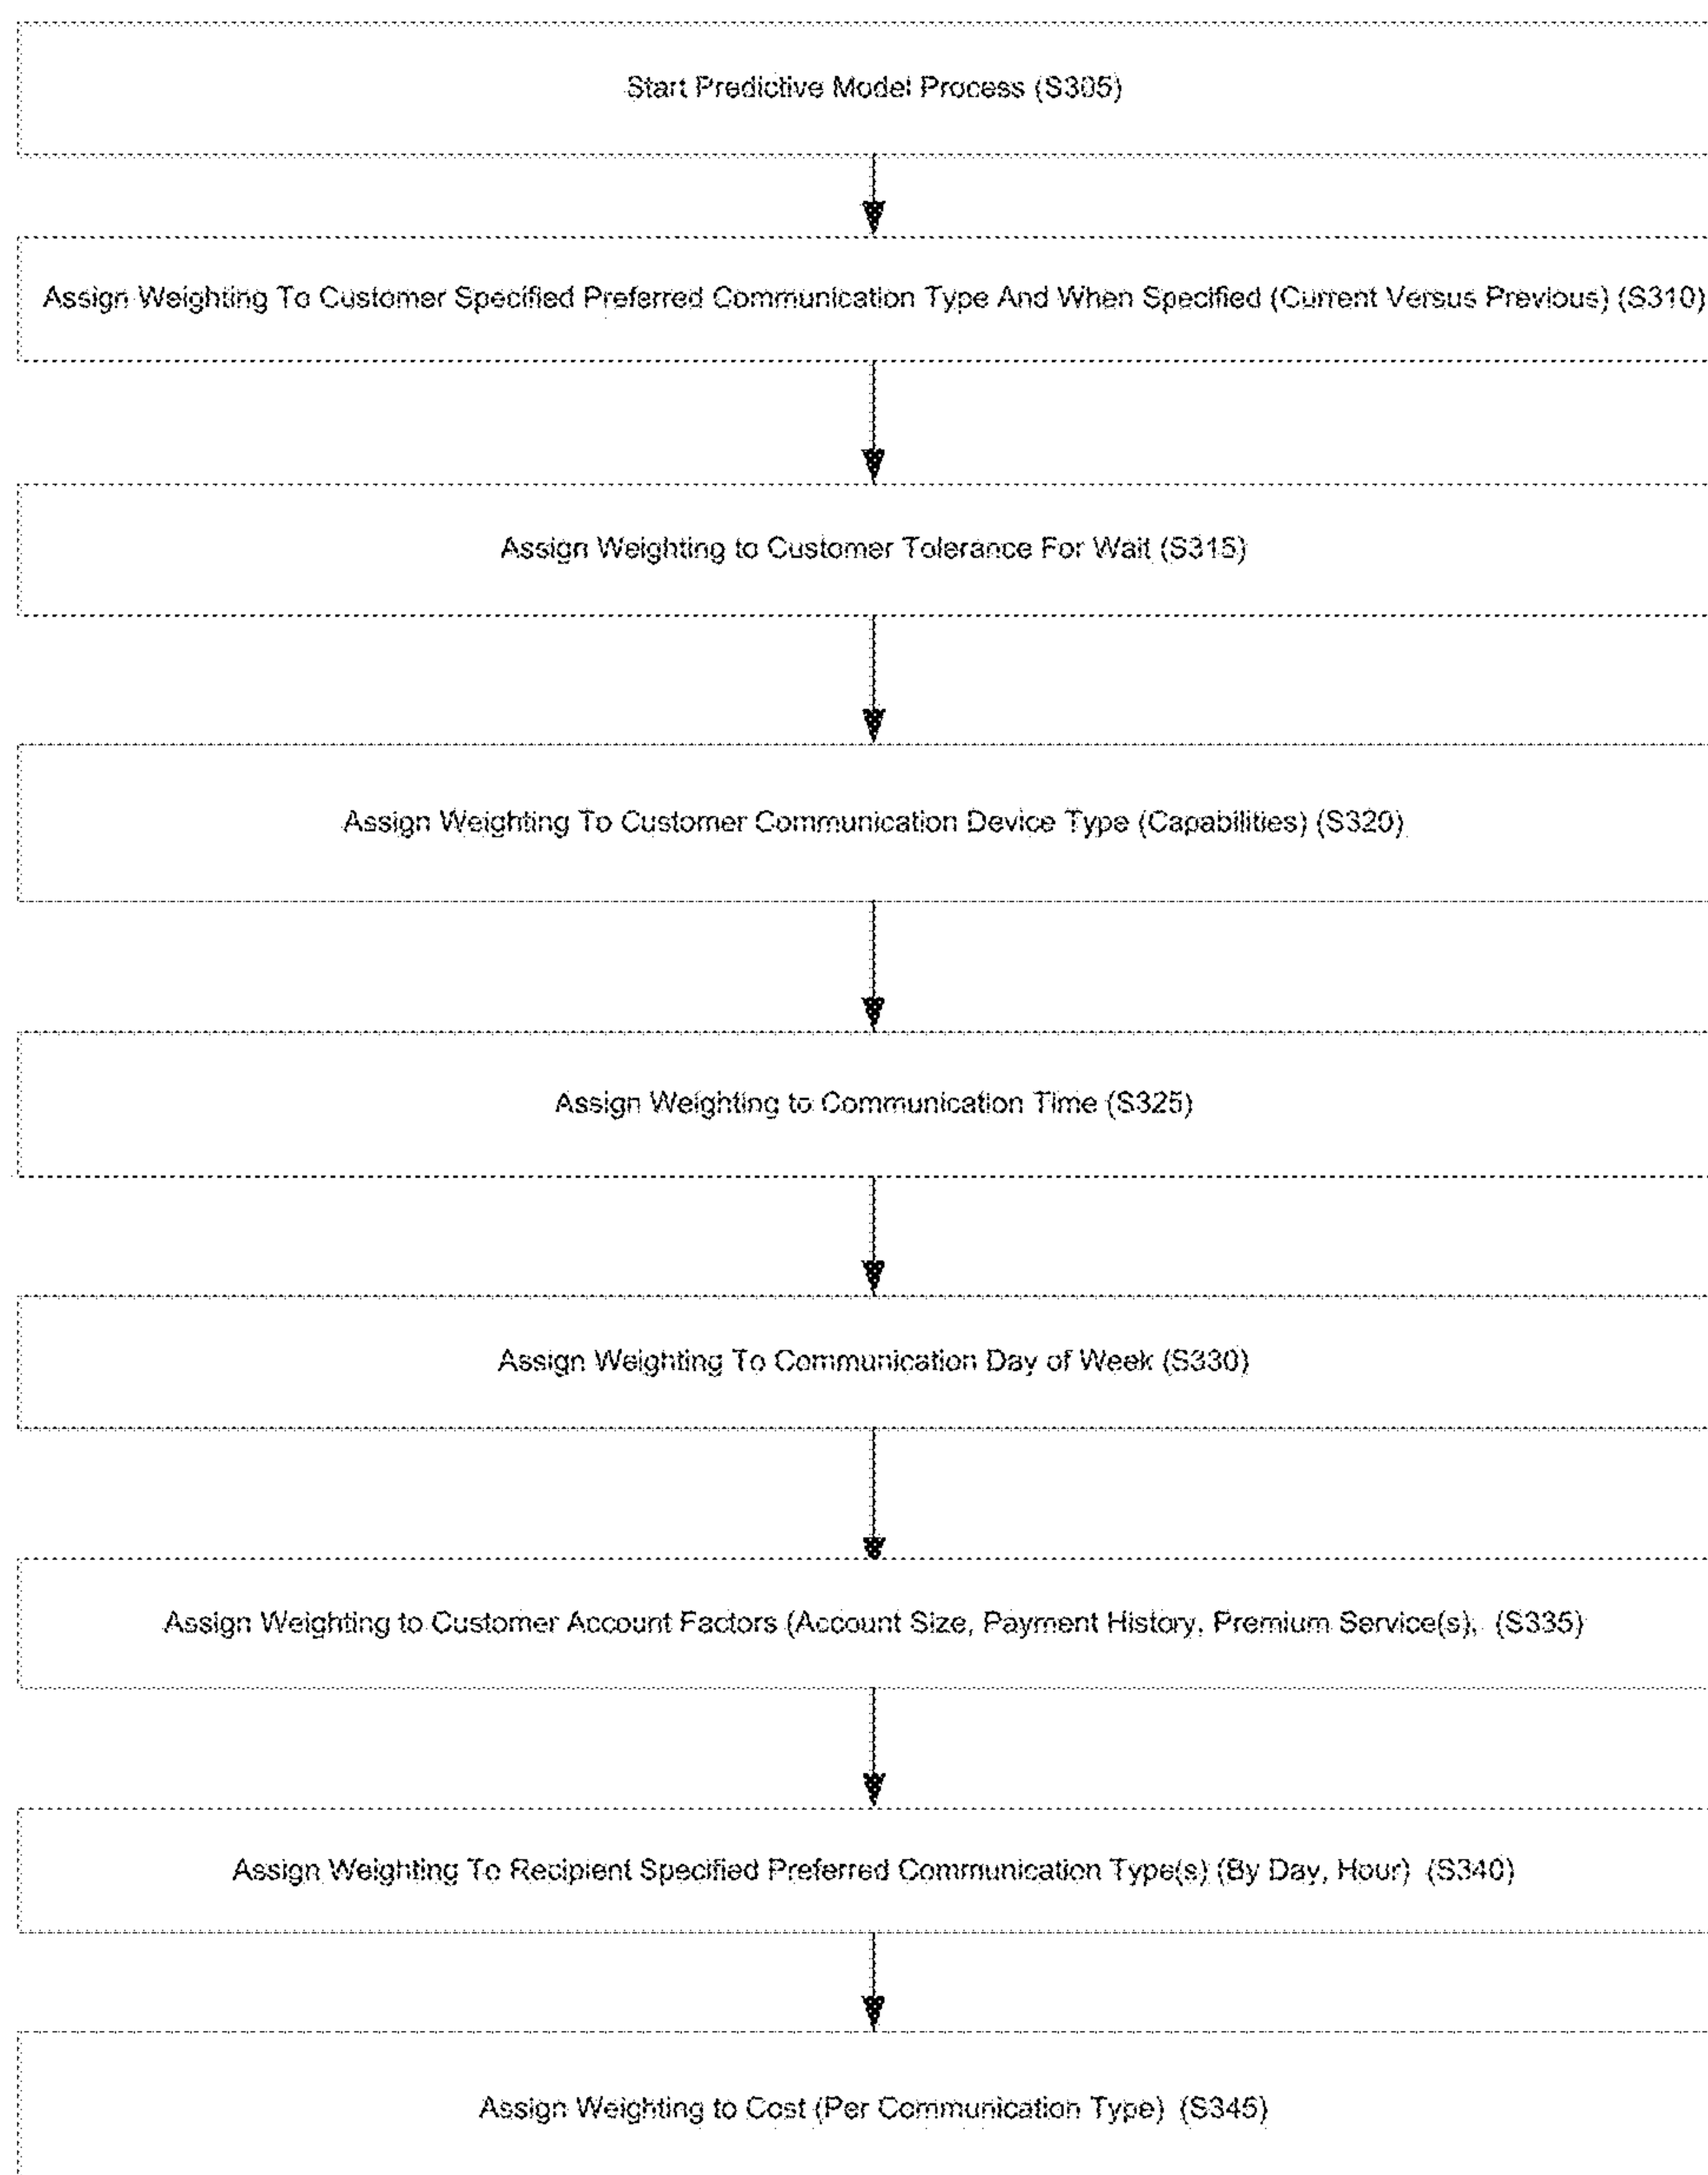 Start Predictive Model Process (S305)
Assign Weighting To Customer Specified Preferred Communication Type And When Specified (Current Versus Previous) (S310)
Assign Weighting to Customer Tolerance For Wait (S315)
Assign Weighting To Customer Communication Device Type (Capabilities) (S320)
Assign Weighting to Communication Time (S325)
Assign Weighting To Communication Day of Week (S330)
Assign Weighting to Customer Account Factors (Account Size, Payment History, Premium Service(s), (S335)
Assign Weighting To Recipient Specified Preferred Communication Type(s) (By Day, Hour) (S340)
Assign Weighting to Cost (Per Communication Type) (S345)